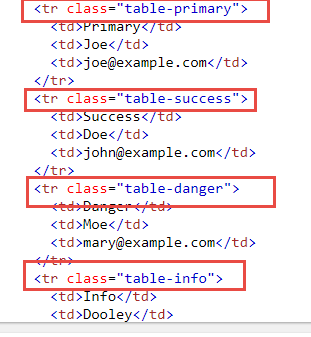 <tr class="table-primary">
<td>Primary</td>
<td>Joe</td>
<td>joe@example.com</td>
</tr>
<tr class="table-success">
<td>Success</td>
<td>Doe</td>
<td>john@example.com</td>
</tr>
<tr class="table-danger">
<td>Danger</td>
<td>Moe</td>
<td>mary@example.com</td>
</tr>
<tr class="table-info">
<td>Info</td>
<td>Dooley</td>